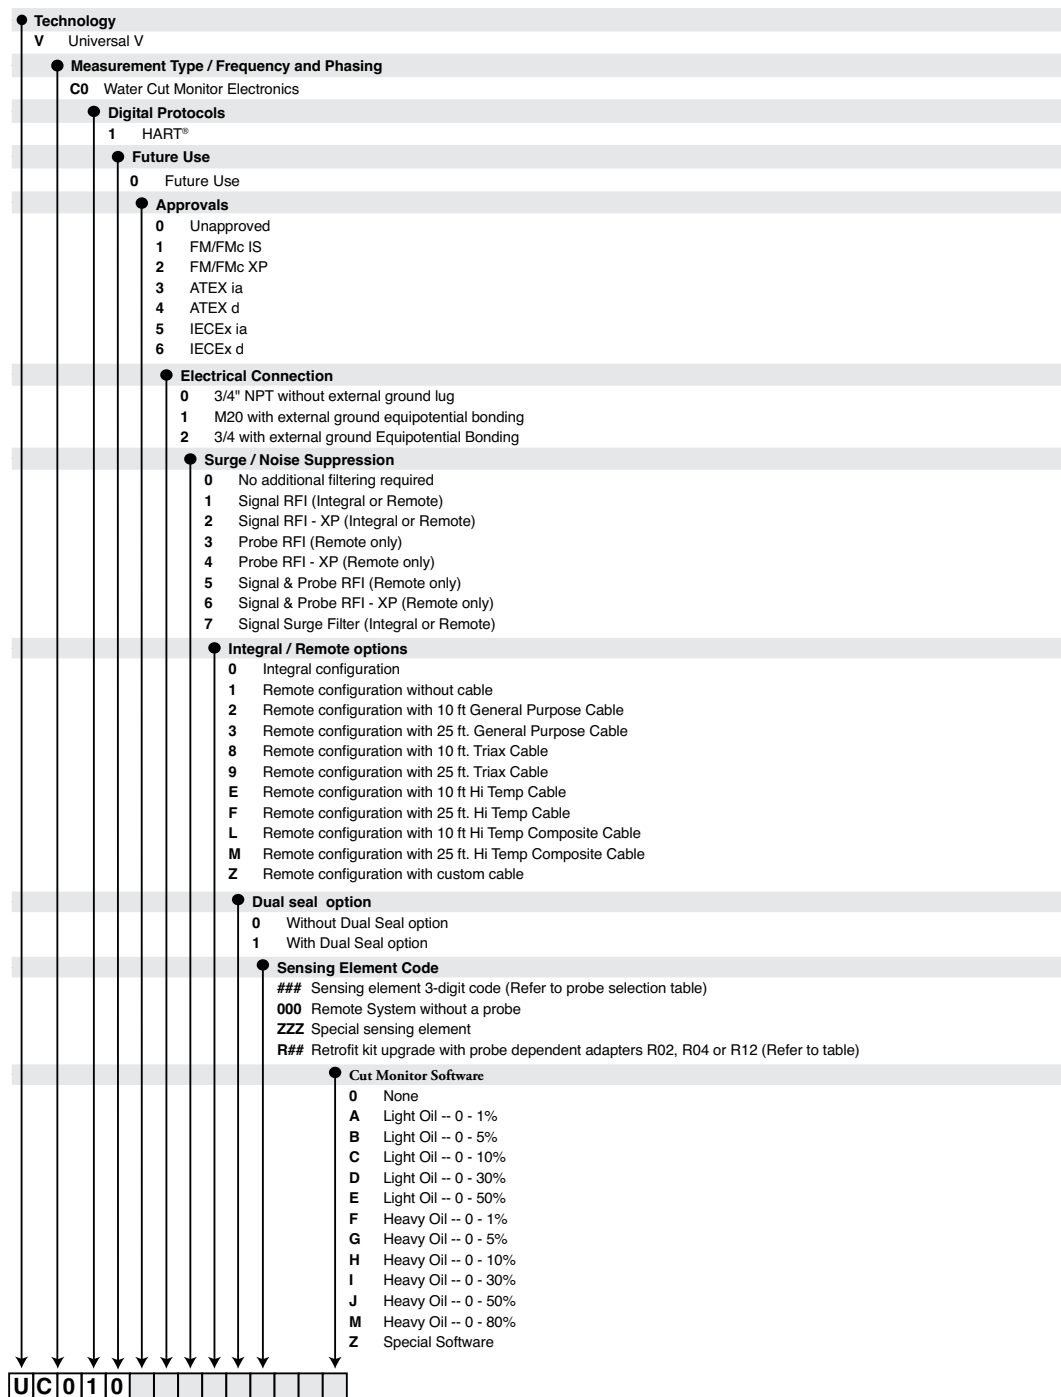 Technology
V Universal V
Measurement Type / Frequency and Phasing
C0 Water Cut Monitor Electronics
Digital Protocols
1 HART®
Future Use
0 Future Use
Approvals
0 Unapproved
1 FM/FMc IS
2 FM/FMc XP
3 ATEX ia
4 ATEX d
5 IECEx ia
6 IECEx d
Electrical Connection
0 3/4" NPT without external ground lug
1 M20 with external ground equipotential bonding
2 3/4 with external ground Equipotential Bonding
Surge / Noise Suppression
0 No additional filtering required
1 Signal RFI (Integral or Remote)
2 Signal RFI - XP (Integral or Remote)
3 Probe RFI (Remote only)
4 Probe RFI - XP (Remote only)
5 Signal & Probe RFI (Remote only)
6 Signal & Probe RFI - XP (Remote only)
7 Signal Surge Filter (Integral or Remote)
Integral / Remote options
0 Integral configuration
1 Remote configuration without cable
2 Remote configuration with 10 ft General Purpose Cable
3 Remote configuration with 25 ft. General Purpose Cable
8 Remote configuration with 10 ft. Triax Cable
9 Remote configuration with 25 ft. Triax Cable
E Remote configuration with 10 ft Hi Temp Cable
F Remote configuration with 25 ft. Hi Temp Cable
L Remote configuration with 10 ft Hi Temp Composite Cable
M Remote configuration with 25 ft. Hi Temp Composite Cable
Z Remote configuration with custom cable
Dual seal option
0 Without Dual Seal option
1 With Dual Seal option
Sensing Element Code
### Sensing element 3-digit code (Refer to probe selection table)
000 Remote System without a probe
ZZZ Special sensing element
R## Retrofit kit upgrade with probe dependent adapters R02, R04 or R12 (Refer to table)
Cut Monitor Software
0 None
A Light Oil -- 0 - 1%
B Light Oil -- 0 - 5%
C Light Oil -- 0 - 10%
D Light Oil -- 0 - 30%
E Light Oil -- 0 - 50%
F Heavy Oil -- 0 - 1%
G Heavy Oil -- 0 - 5%
H Heavy Oil -- 0 - 10%
I Heavy Oil -- 0 - 30%
J Heavy Oil -- 0 - 50%
M Heavy Oil -- 0 - 80%
Z Special Software
U C 0 1 0